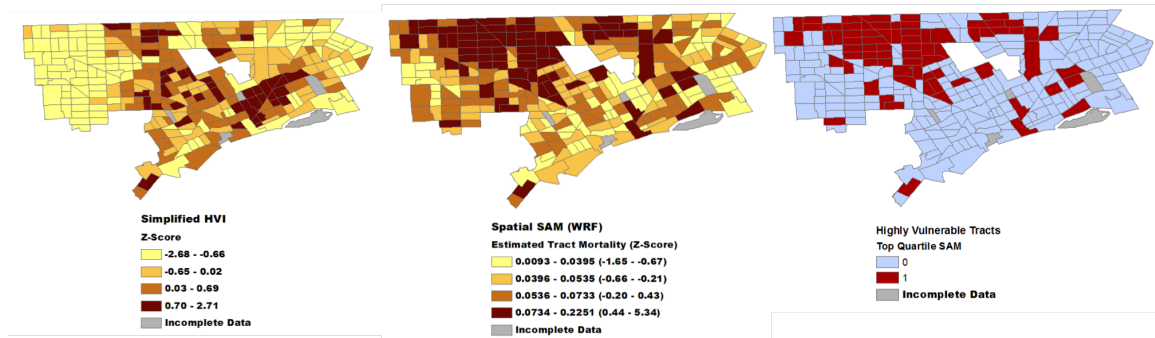 Simplified HVI
Z-Score
-2.68 - -0.66
-0.65 - 0.02
0.03 - 0.69
0.70 - 2.71
Incomplete Data
Spatial SAM (WRF)
Estimated Tract Mortality (Z-Score)
0.0093 - 0.0395 (-1.65 - -0.67)
0.0396 - 0.0535 (-0.66 - -0.21)
0.0536 - 0.0733 (-0.20 - 0.43)
0.0734 - 0.2251 (0.44 - 5.34)
Incomplete Data
Highly Vulnerable Tracts
Top Quartile SAM
0
1
Incomplete Data